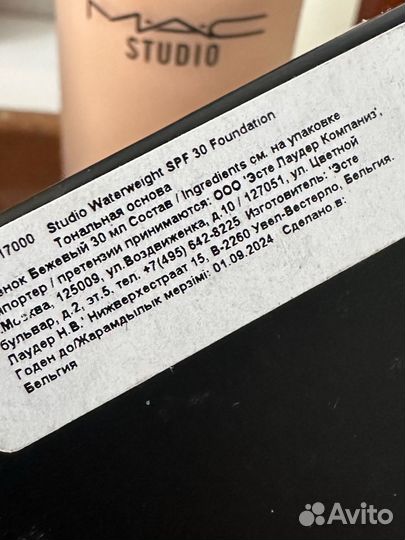 MAC
STUDIO
17000 Studio Waterweight SPF 30 Foundation
Тональная основа
енок Бежевый 30 мл Состав / Ingredients см. на упаковке
мпортер / претензии принимаются: ООО 'Эсте Лаудер Компаниз',
.Москва, 125009, ул.Воздвиженка, д.10 / 127051, ул. Цветной
бульвар, д.2, эт.5, тел. +7(495) 642-8225 Изготовитель: 'Эсте
Лаудер Н.В.' Нижверхестраат 15, B-2260 Увел-Вестерло, Бельгия.
Годен до/Жарамдылык мерзімі: 01.09.2024 Сделано в:
Бельгия
Avito